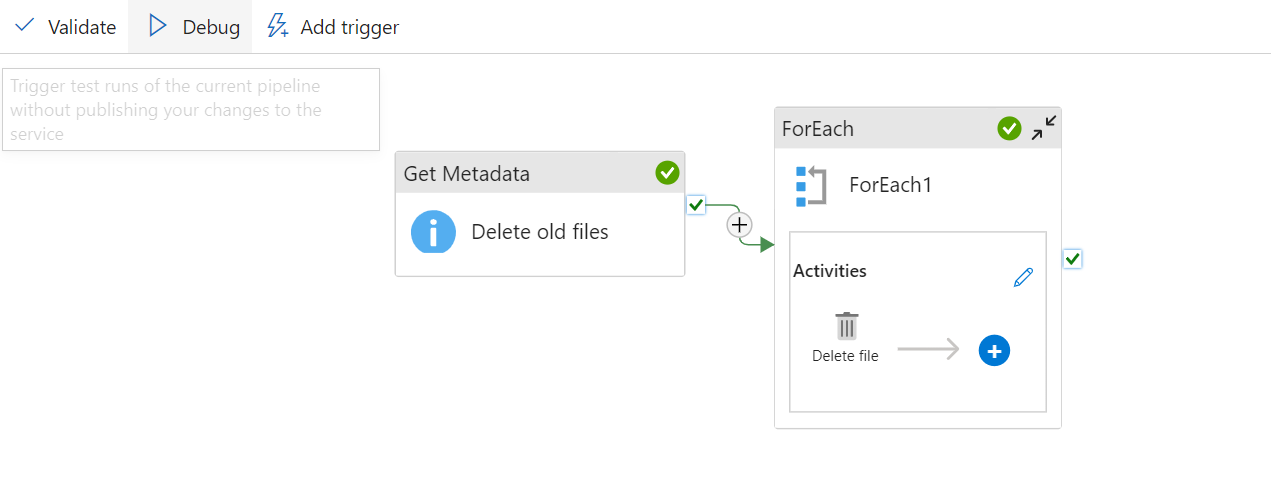 Validate
Debug
Add trigger
Trigger test runs of the current pipeline
without publishing your changes to the
service
Get Metadata
Delete old files
ForEach
ForEach1
Activities
Delete file